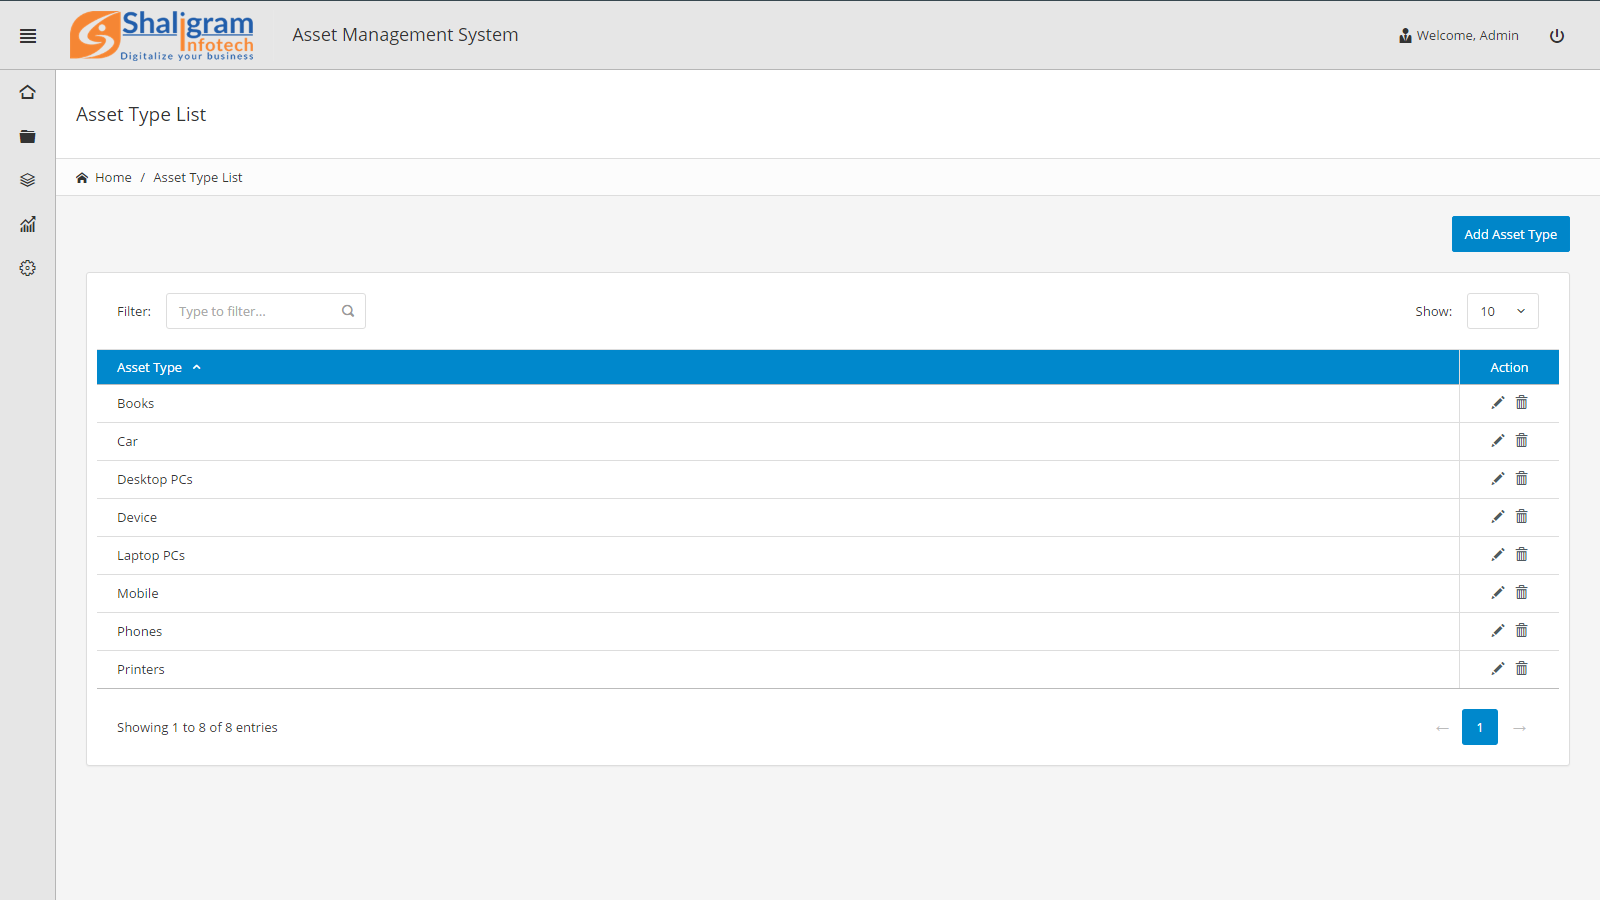 Shaligram
Infotech
Digitalize your business
Asset Management System
Welcome, Admin
Asset Type List
Home / Asset Type List
Add Asset Type
Filter: Type to filter...
Show: 10
Asset Type Action
Books
Car
Desktop PCs
Device
Laptop PCs
Mobile
Phones
Printers
Showing 1 to 8 of 8 entries
← 1 →